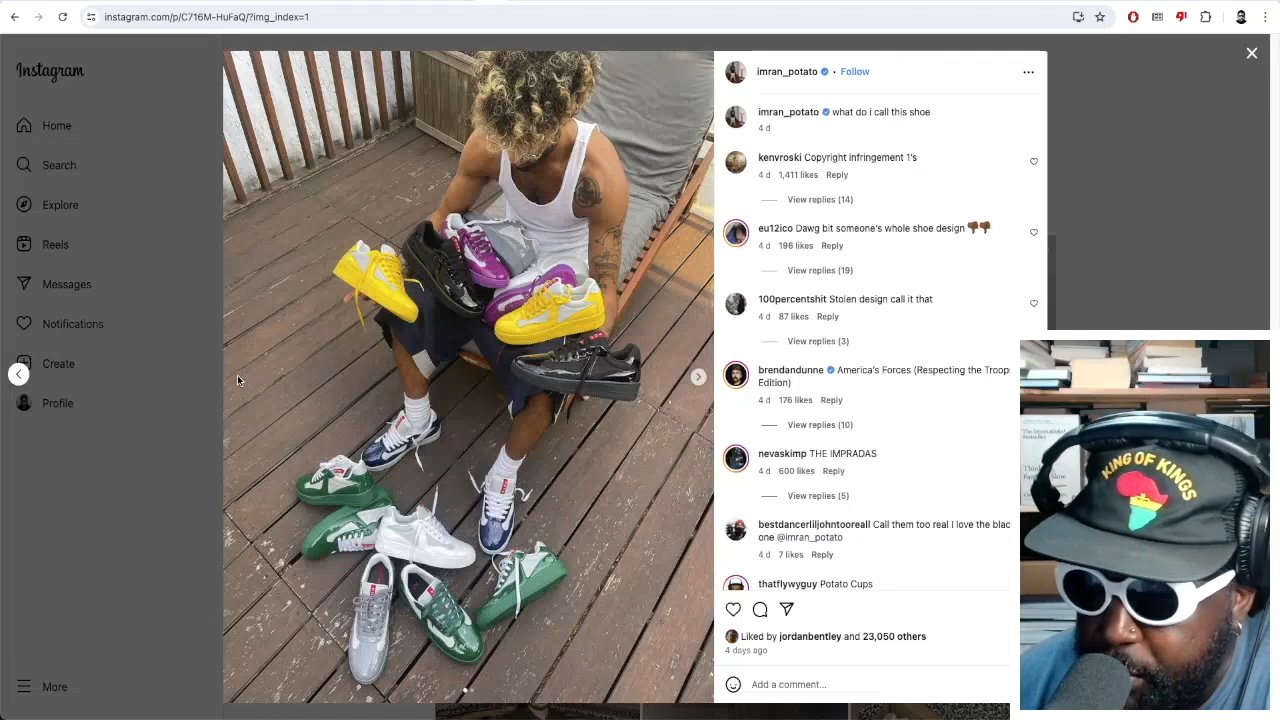 instagram.com/p/C716M-HuFaQ/?img_index=1
Instagram
Home
Search
Explore
Reels
Messages
Notifications
Create
Profile
More
imran_potato • Follow
imran_potato what do i call this shoe
4 d
kenvroski Copyright infringement 1's
4 d 1,411 likes Reply
View replies (14)
eu12ico Dawg bit someone's whole shoe design 👎🏾👎🏾
4 d 196 likes Reply
View replies (19)
100percentshit Stolen design call it that
4 d 87 likes Reply
View replies (3)
brendandunne America's Forces (Respecting the Troops
Edition)
4 d 176 likes Reply
View replies (10)
nevaskimp THE IMPRADAS
4 d 600 likes Reply
View replies (5)
bestdancerliljohntooreall Call them too real I love the blac
one @imran_potato
4 d 7 likes Reply
thatflywyguy Potato Cups
Liked by jordanbentley and 23,050 others
4 days ago
Add a comment...
KING OF KINGS